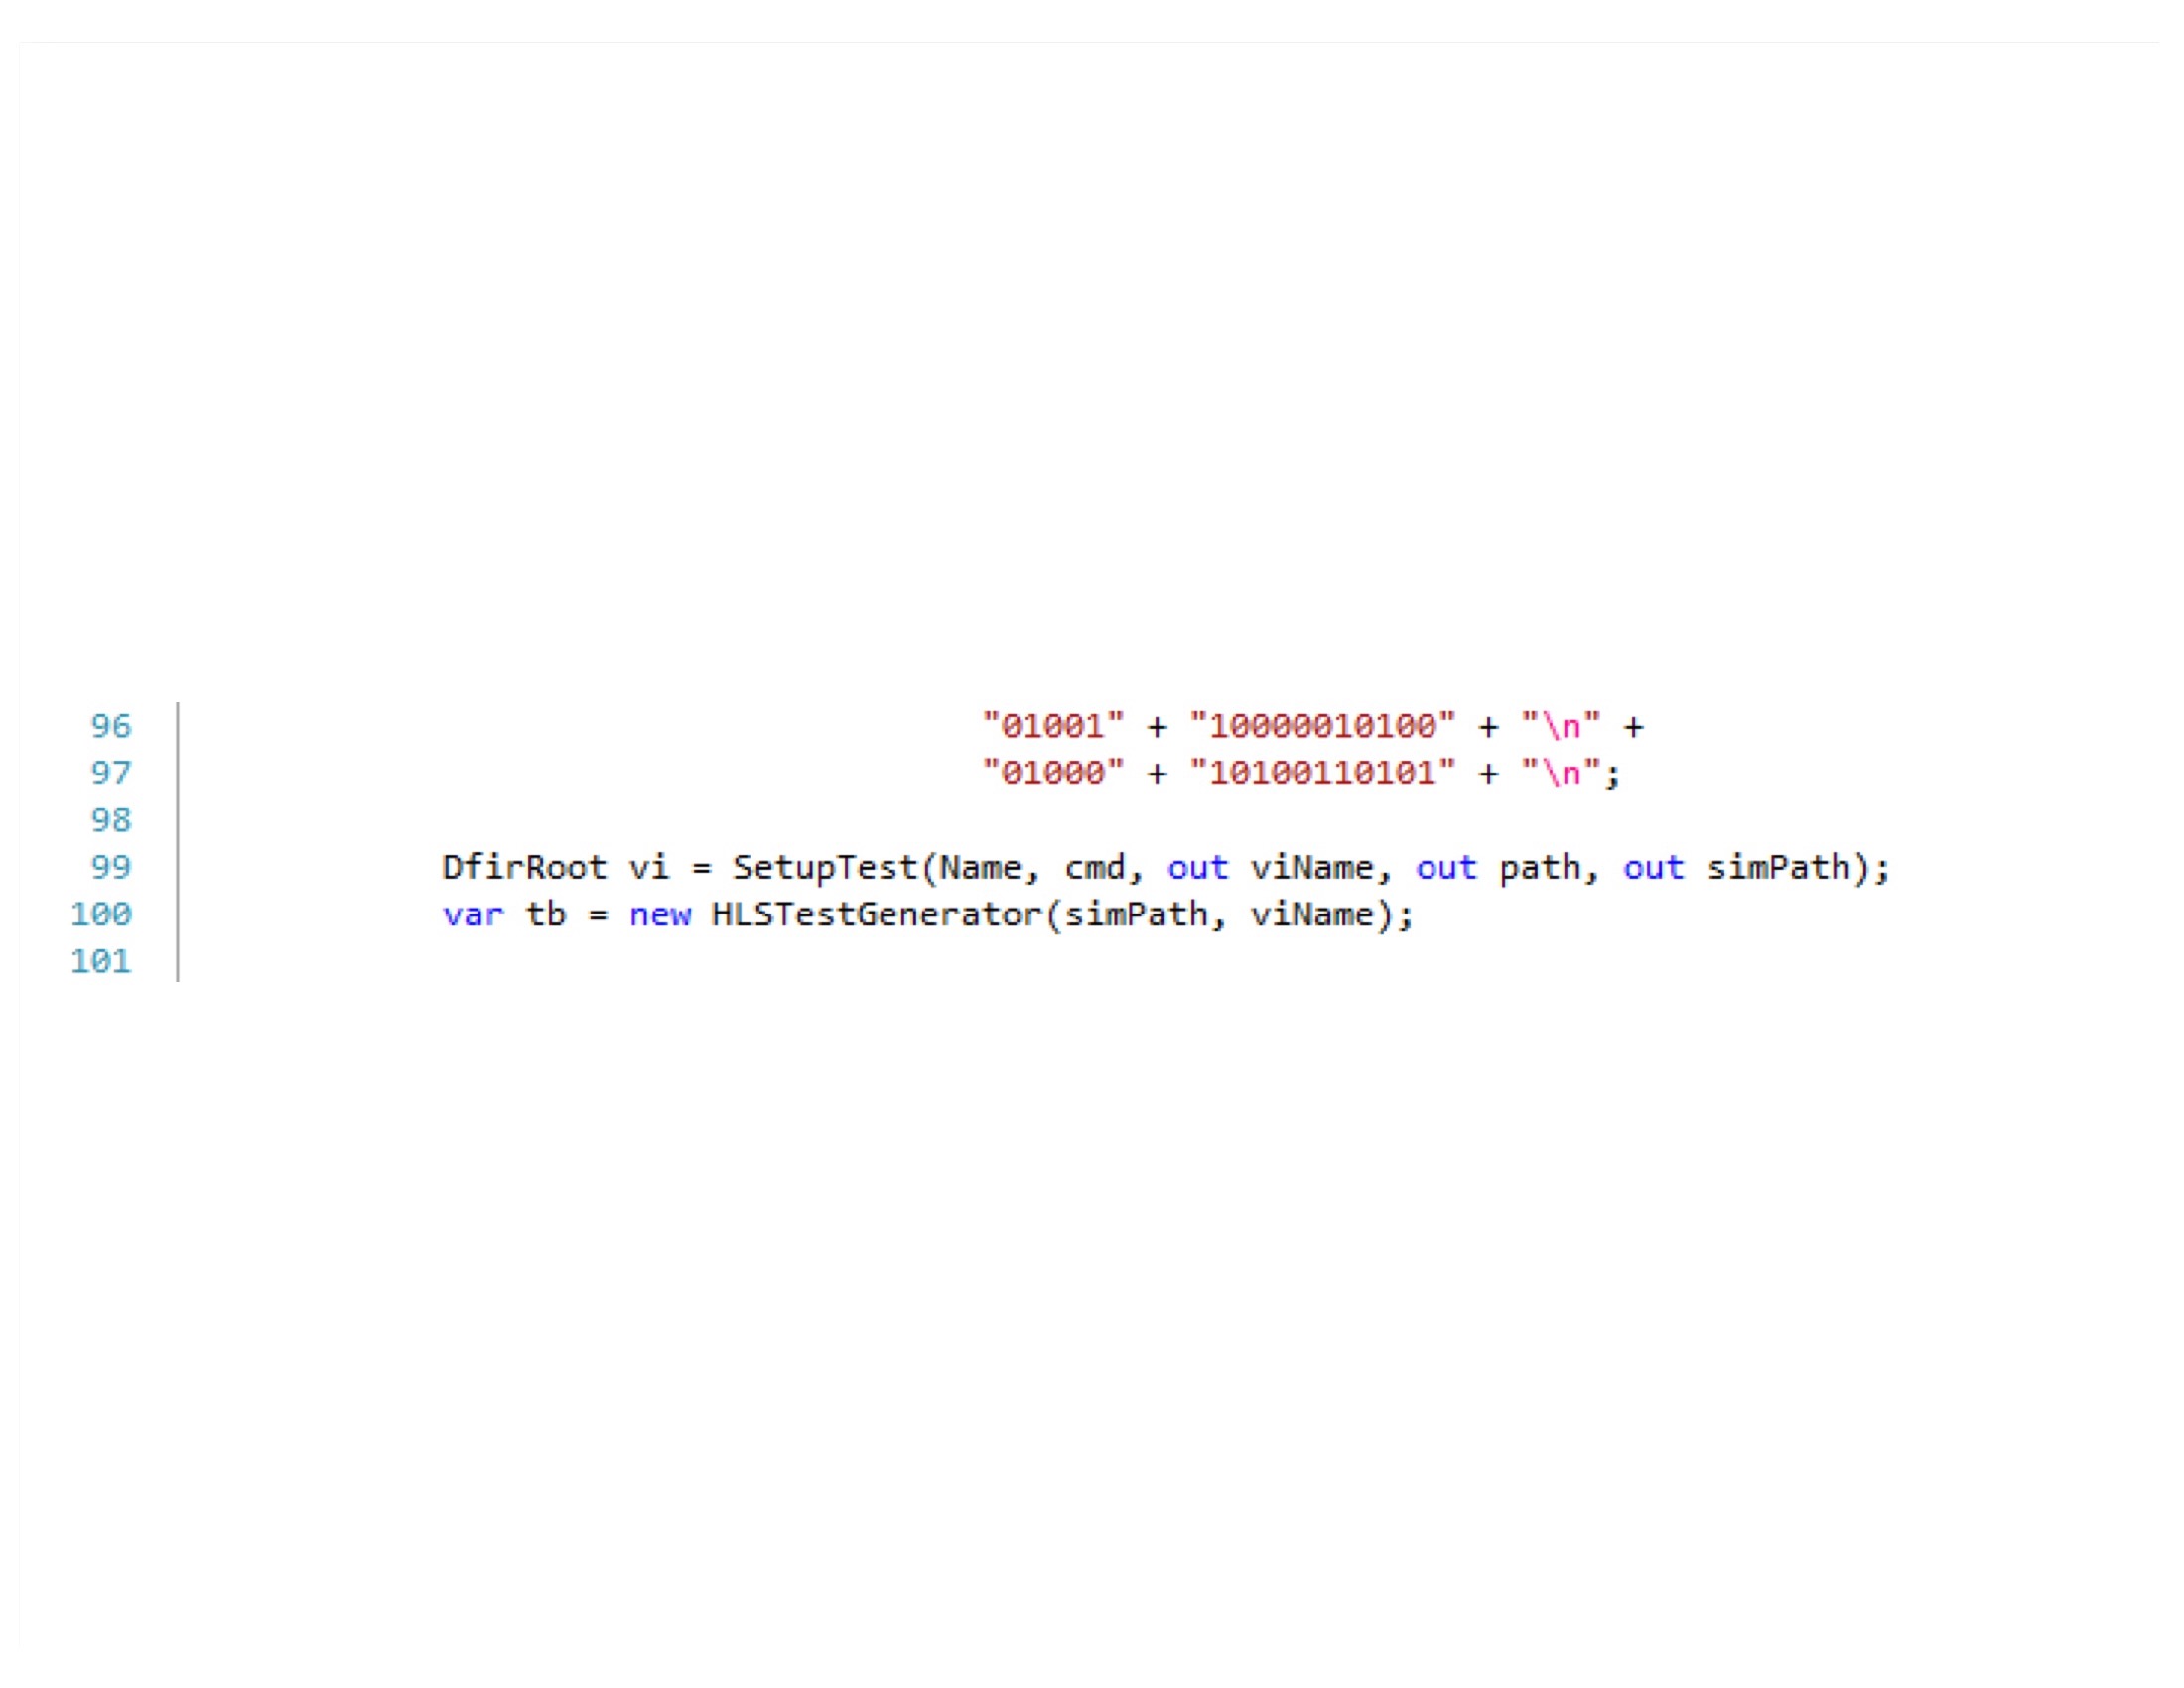 96 "01001" + "10000010100" + "\n" +
97 "01000" + "10100110101" + "\n";
98
99 DfirRoot vi = SetupTest(Name, cmd, out viName, out path, out simPath);
100 var tb = new HLSTestGenerator(simPath, viName);
101